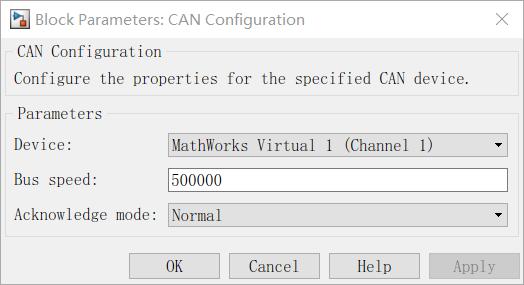 Block Parameters: CAN Configuration
CAN Configuration
Configure the properties for the specified CAN device.
Parameters
Device: MathWorks Virtual 1 (Channel 1)
Bus speed: 500000
Acknowledge mode: Normal
OK Cancel Help Apply